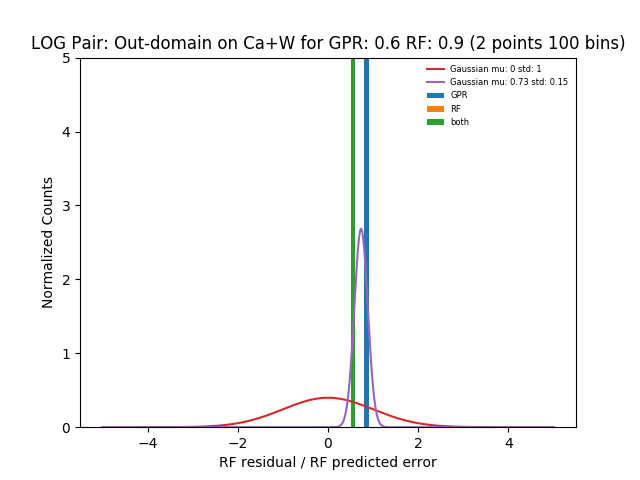 LOG Pair: Out-domain on Ca+W for GPR: 0.6 RF: 0.9 (2 points 100 bins)
Gaussian mu: 0 std: 1
Gaussian mu: 0.73 std: 0.15
GPR
RF
both
Normalized Counts
5
4
3
2
1
0
−4
−2
0
2
4
RF residual / RF predicted error